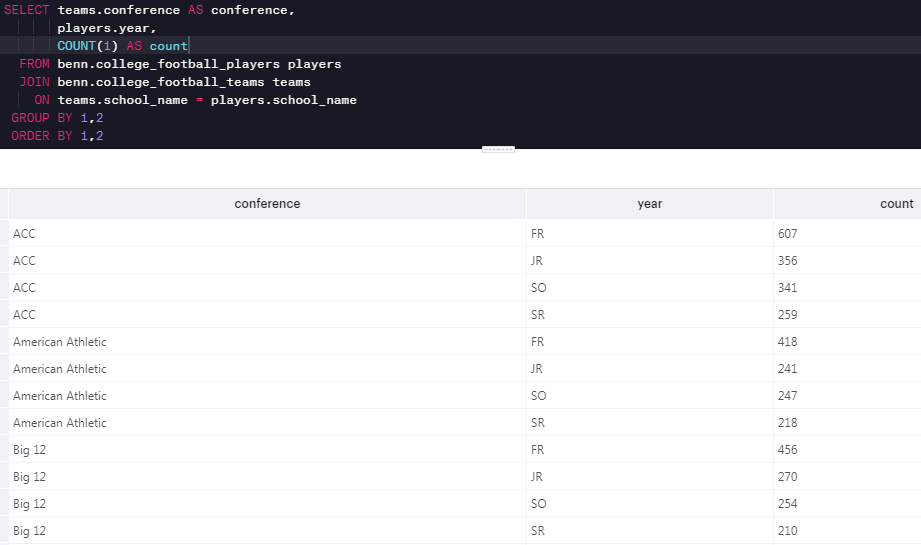 SELECT teams.conference AS conference,
players.year,
COUNT(1) AS count
FROM benn.college_football_players players
JOIN benn.college_football_teams teams
ON teams.school_name = players.school_name
GROUP BY 1,2
ORDER BY 1,2
conference year count
ACC FR 607
ACC JR 356
ACC SO 341
ACC SR 259
American Athletic FR 418
American Athletic JR 241
American Athletic SO 247
American Athletic SR 218
Big 12 FR 456
Big 12 JR 270
Big 12 SO 254
Big 12 SR 210